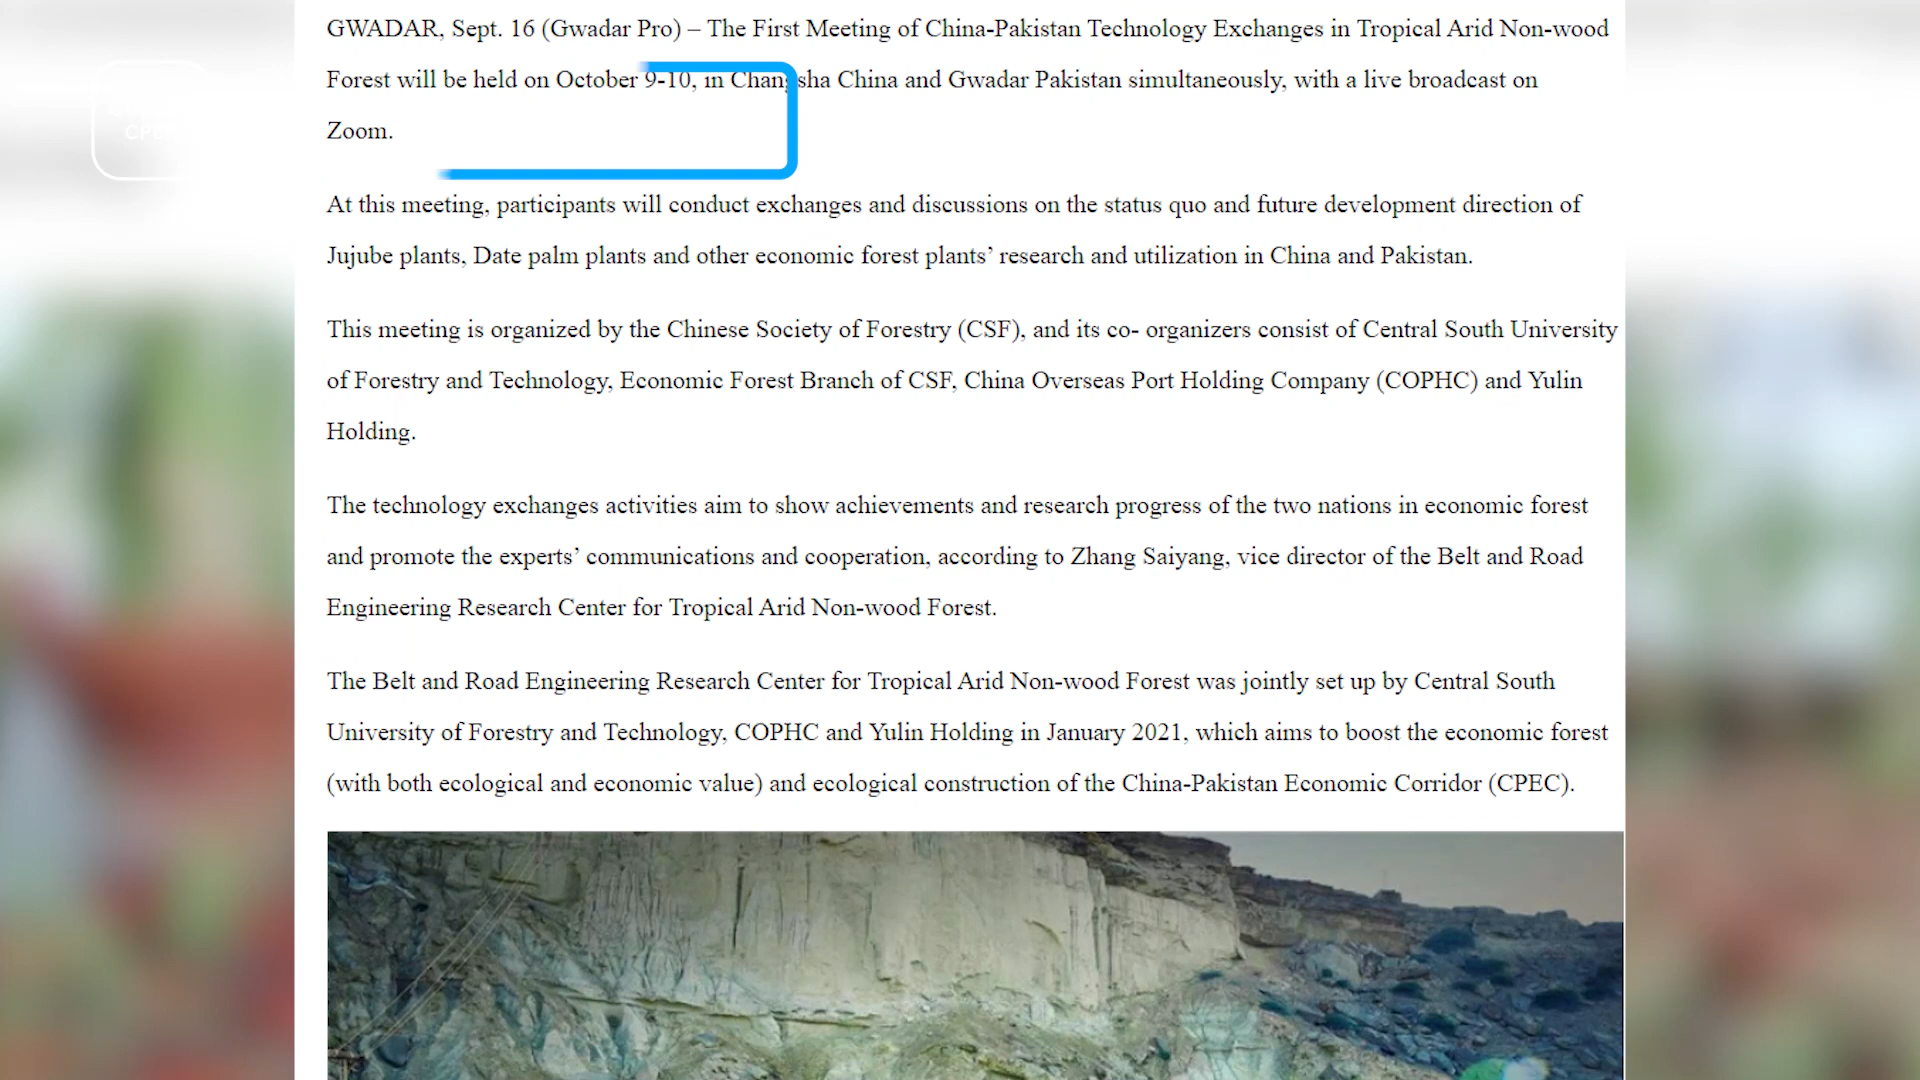 GWADAR, Sept. 16 (Gwadar Pro) – The First Meeting of China-Pakistan Technology Exchanges in Tropical Arid Non-wood
Forest will be held on October 9-10, in Changsha China and Gwadar Pakistan simultaneously, with a live broadcast on
Zoom.
At this meeting, participants will conduct exchanges and discussions on the status quo and future development direction of
Jujube plants, Date palm plants and other economic forest plants’ research and utilization in China and Pakistan.
This meeting is organized by the Chinese Society of Forestry (CSF), and its co- organizers consist of Central South University
of Forestry and Technology, Economic Forest Branch of CSF, China Overseas Port Holding Company (COPHC) and Yulin
Holding.
The technology exchanges activities aim to show achievements and research progress of the two nations in economic forest
and promote the experts’ communications and cooperation, according to Zhang Saiyang, vice director of the Belt and Road
Engineering Research Center for Tropical Arid Non-wood Forest.
The Belt and Road Engineering Research Center for Tropical Arid Non-wood Forest was jointly set up by Central South
University of Forestry and Technology, COPHC and Yulin Holding in January 2021, which aims to boost the economic forest
(with both ecological and economic value) and ecological construction of the China-Pakistan Economic Corridor (CPEC).